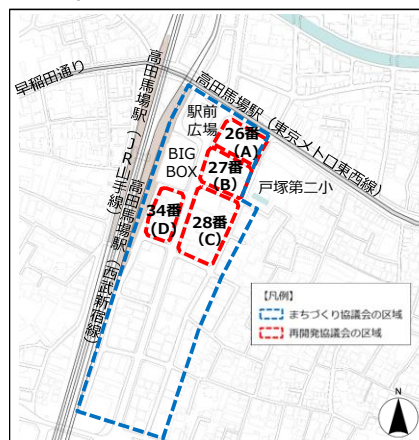 早稲田通り
高田馬場駅(東京メトロ東西線)
高田馬場駅(JR山手線)
高田馬場駅(西武新宿線)
駅前
広場
26番
(A)
BIG
BOX
27番
(B)
戸塚第二小
34番
(D)
28番
(C)
【凡例】
まちづくり協議会の区域
再開発協議会の区域
N